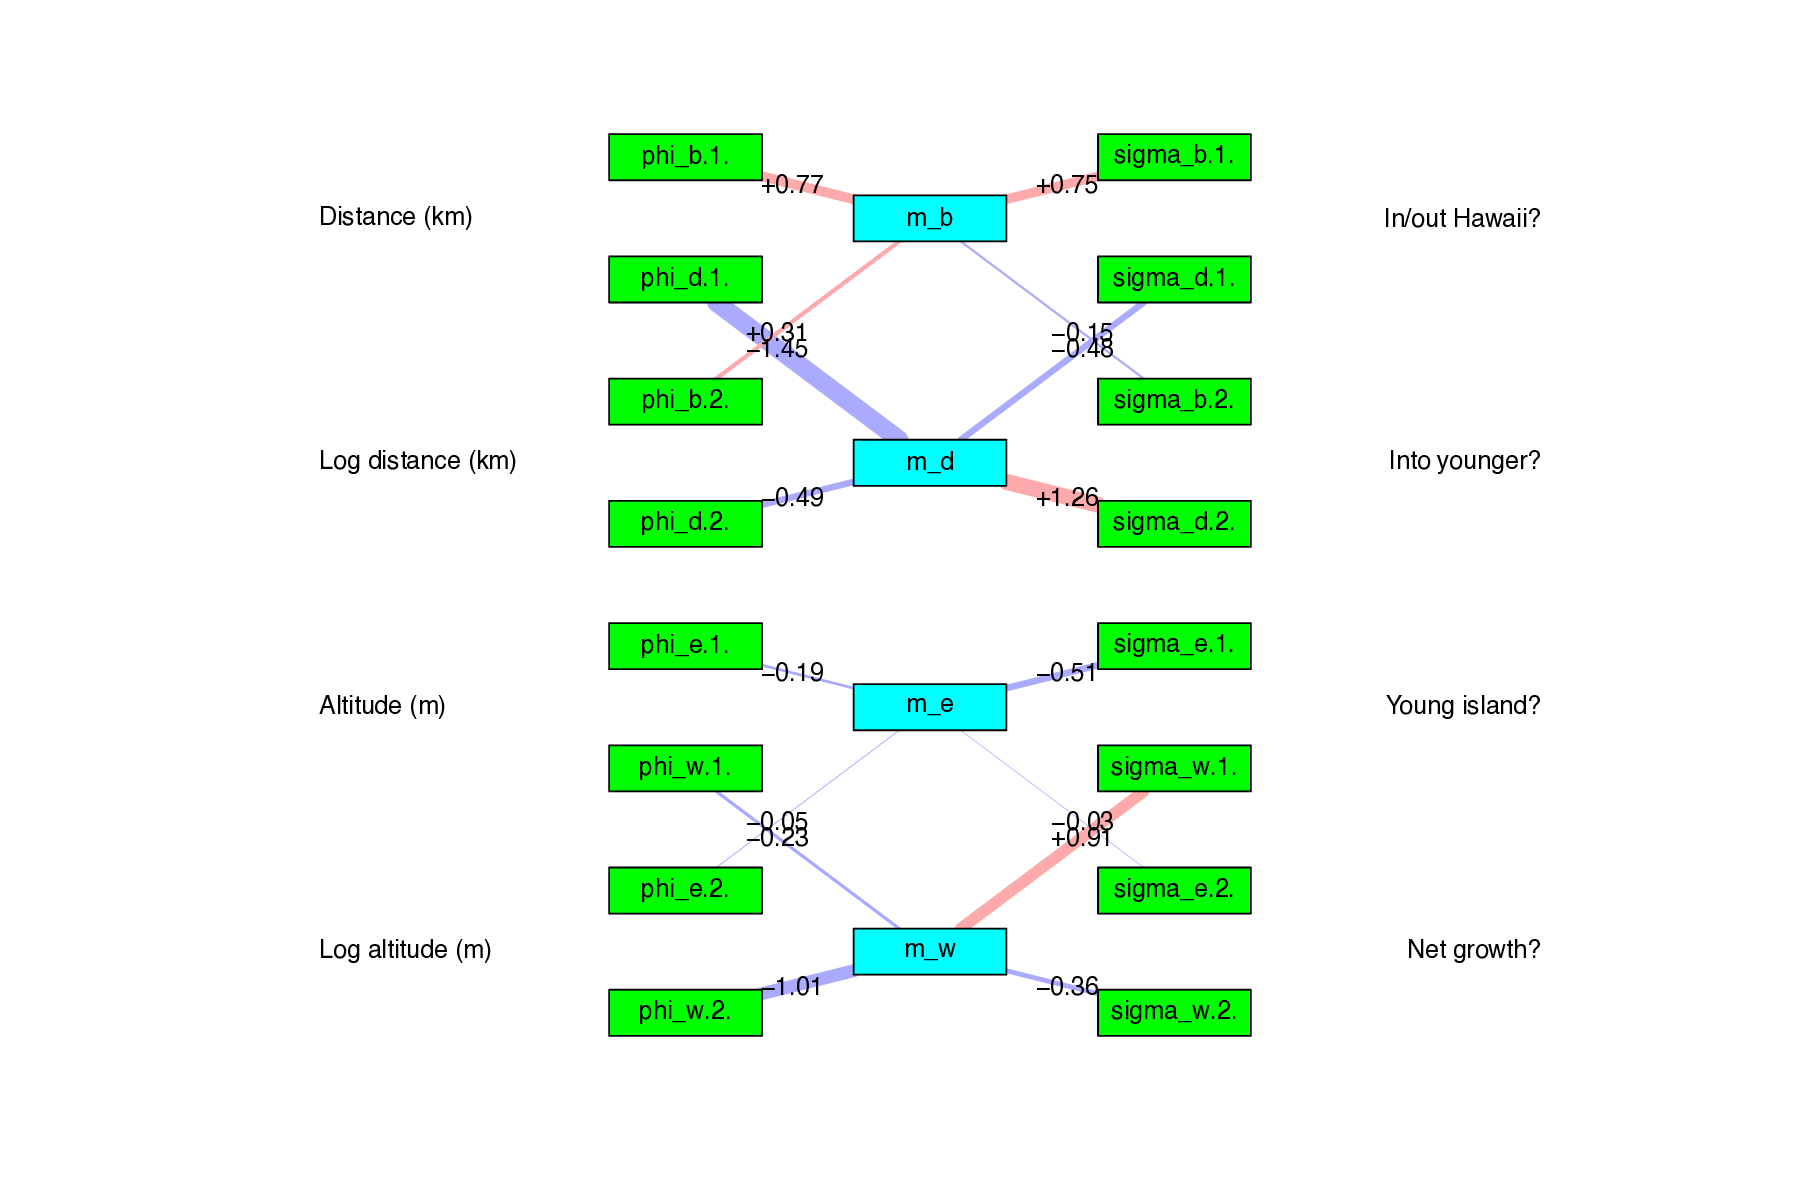 phi_b.1.
sigma_b.1.
+0.77
+0.75
Distance (km)
m_b
In/out Hawaii?
phi_d.1.
sigma_d.1.
+0.31
−0.15
−1.45
−0.48
phi_b.2.
sigma_b.2.
Log distance (km)
m_d
Into younger?
−0.49
+1.26
phi_d.2.
sigma_d.2.
phi_e.1.
sigma_e.1.
−0.19
−0.51
Altitude (m)
m_e
Young island?
phi_w.1.
sigma_w.1.
−0.05
−0.03
−0.23
+0.91
phi_e.2.
sigma_e.2.
Log altitude (m)
m_w
Net growth?
−1.01
−0.36
phi_w.2.
sigma_w.2.